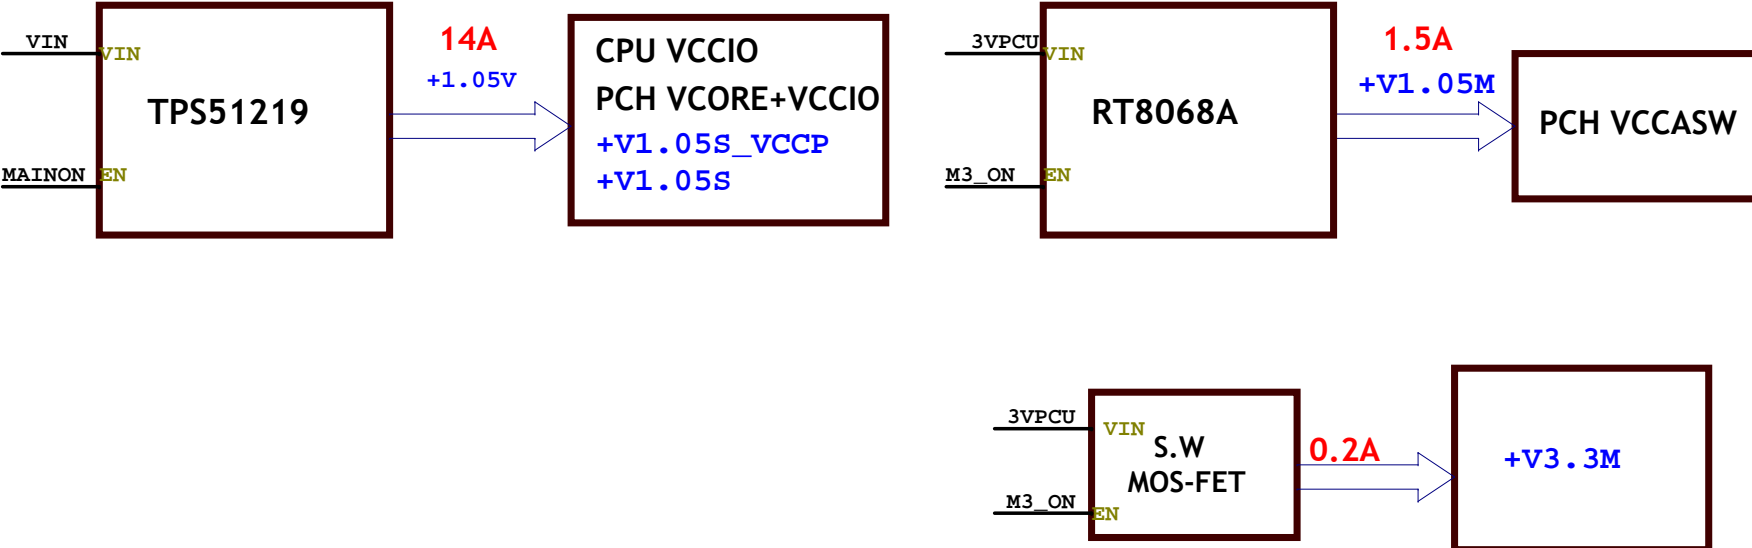 VIN
VIN
MAINON
EN
TPS51219
14A
+1.05V
CPU VCCIO
PCH VCORE+VCCIO
+V1.05S_VCCP
+V1.05S
3VPCU
VIN
M3_ON
EN
RT8068A
1.5A
+V1.05M
PCH VCCASW
3VPCU
VIN
M3_ON
EN
S.W
MOS-FET
0.2A
+V3.3M